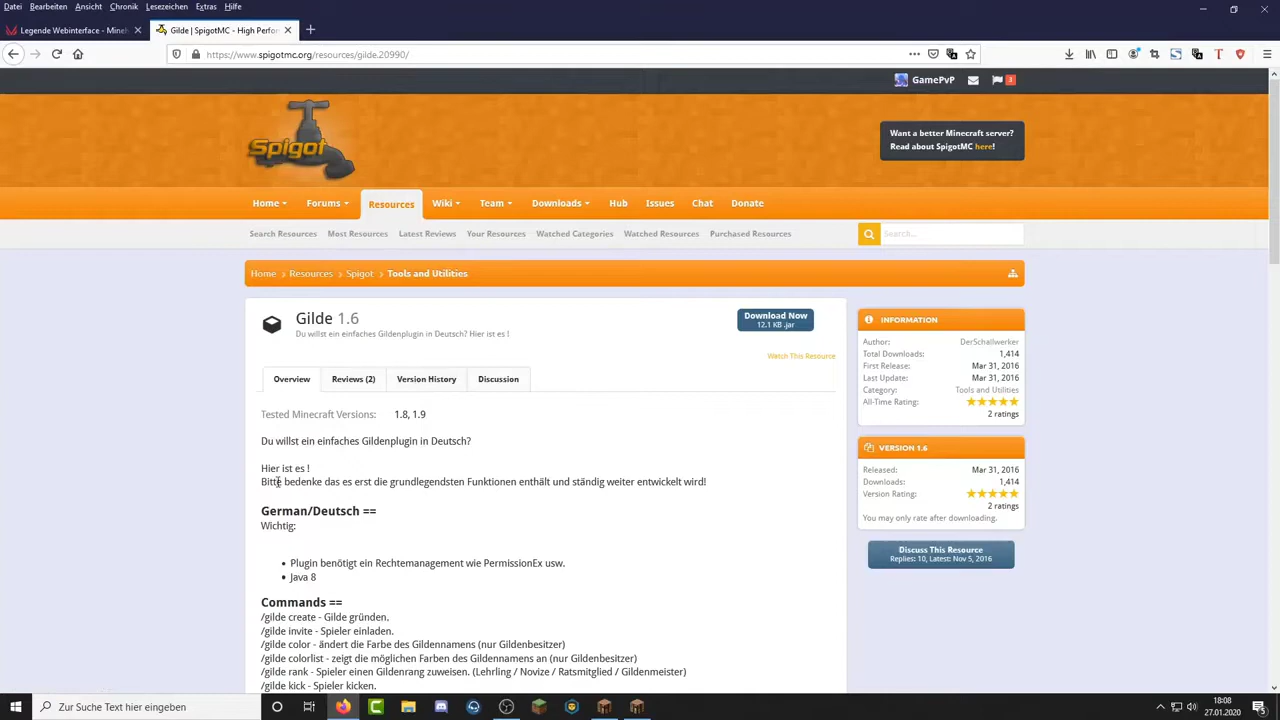 Datei Bearbeiten Ansicht Chronik Lesezeichen Extras Hilfe
Legende Webinterface - Mineh
Gilde | SpigotMC - High Perfor
https://www.spigotmc.org/resources/gilde.20990/
GamePvP
3
Spigot
Want a better Minecraft server?
Read about SpigotMC here!
Home Forums Resources Wiki Team Downloads Hub Issues Chat Donate
Search Resources Most Resources Latest Reviews Your Resources Watched Categories Watched Resources Purchased Resources
Search...
Home Resources Spigot Tools and Utilities
Gilde 1.6
Du willst ein einfaches Gildenplugin in Deutsch? Hier ist es !
Download Now
12.1 KB .jar
Watch This Resource
Overview Reviews (2) Version History Discussion
Tested Minecraft Versions: 1.8, 1.9
Du willst ein einfaches Gildenplugin in Deutsch?
Hier ist es !
Bitte bedenke das es erst die grundlegendsten Funktionen enthält und ständig weiter entwickelt wird!
German/Deutsch ==
Wichtig:
Plugin benötigt ein Rechtemanagement wie PermissionEx usw.
Java 8
Commands ==
/gilde create - Gilde gründen.
/gilde invite - Spieler einladen.
/gilde color - ändert die Farbe des Gildennamens (nur Gildenbesitzer)
/gilde colorlist - zeigt die möglichen Farben des Gildennamens an (nur Gildenbesitzer)
/gilde rank - Spieler einen Gildenrang zuweisen. (Lehrling / Novize / Ratsmitglied / Gildenmeister)
/gilde kick - Spieler kicken.
INFORMATION
Author: DerSchallwerker
Total Downloads: 1,414
First Release: Mar 31, 2016
Last Update: Mar 31, 2016
Category: Tools and Utilities
All-Time Rating:
2 ratings
VERSION 1.6
Released: Mar 31, 2016
Downloads: 1,414
Version Rating:
2 ratings
You may only rate after downloading.
Discuss This Resource
Replies: 10, Latest: Nov 5, 2016
Zur Suche Text hier eingeben
18:08
27.01.2020